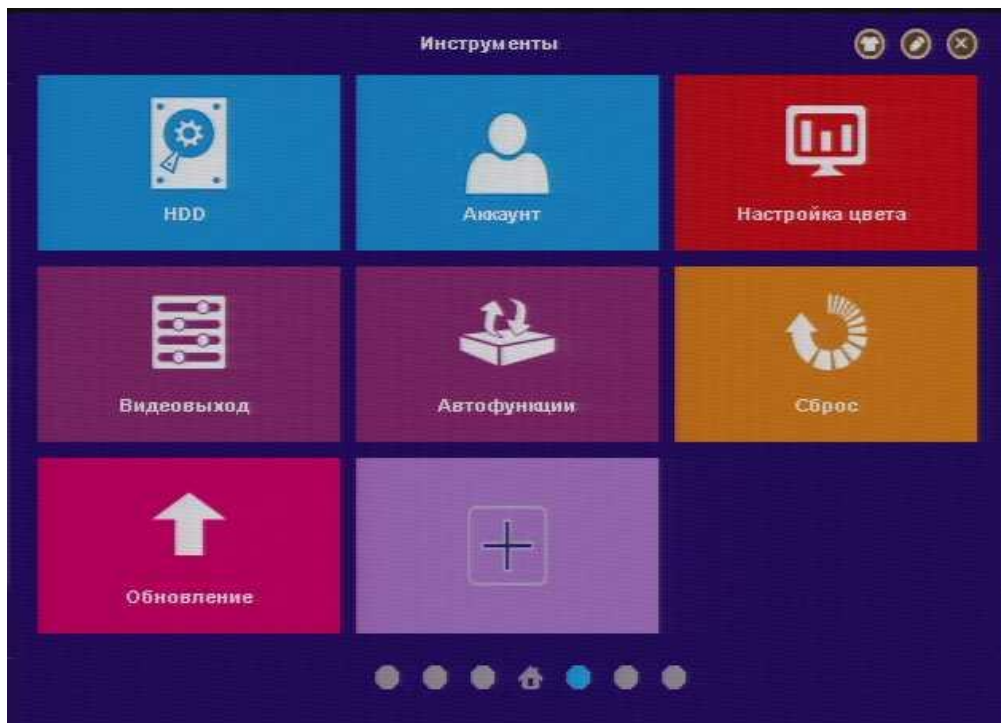 Инструменты
HDD
Аккаунт
Настройка цвета
Видеовыход
Автофункции
Сброс
Обновление